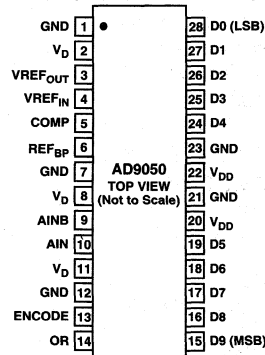 GND 1 28 D0 (LSB)
VD 2 27 D1
VREFOUT 3 26 D2
VREFIN 4 25 D3
COMP 5 24 D4
REFBP 6 23 GND
GND 7 AD9050 22 VDD
TOP VIEW
VD 8 (Not to Scale) 21 GND
AINB 9 20 VDD
AIN 10 19 D5
VD 11 18 D6
GND 12 17 D7
ENCODE 13 16 D8
OR 14 15 D9 (MSB)